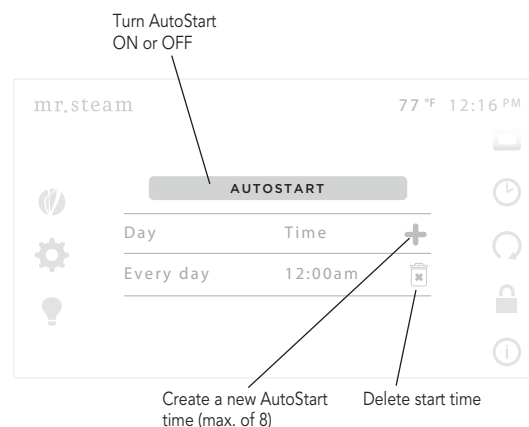 Turn AutoStart
ON or OFF
mr.steam 77 °F 12:16 PM
AUTOSTART
Day Time
Every day 12:00am
Create a new AutoStart
time (max. of 8)
Delete start time